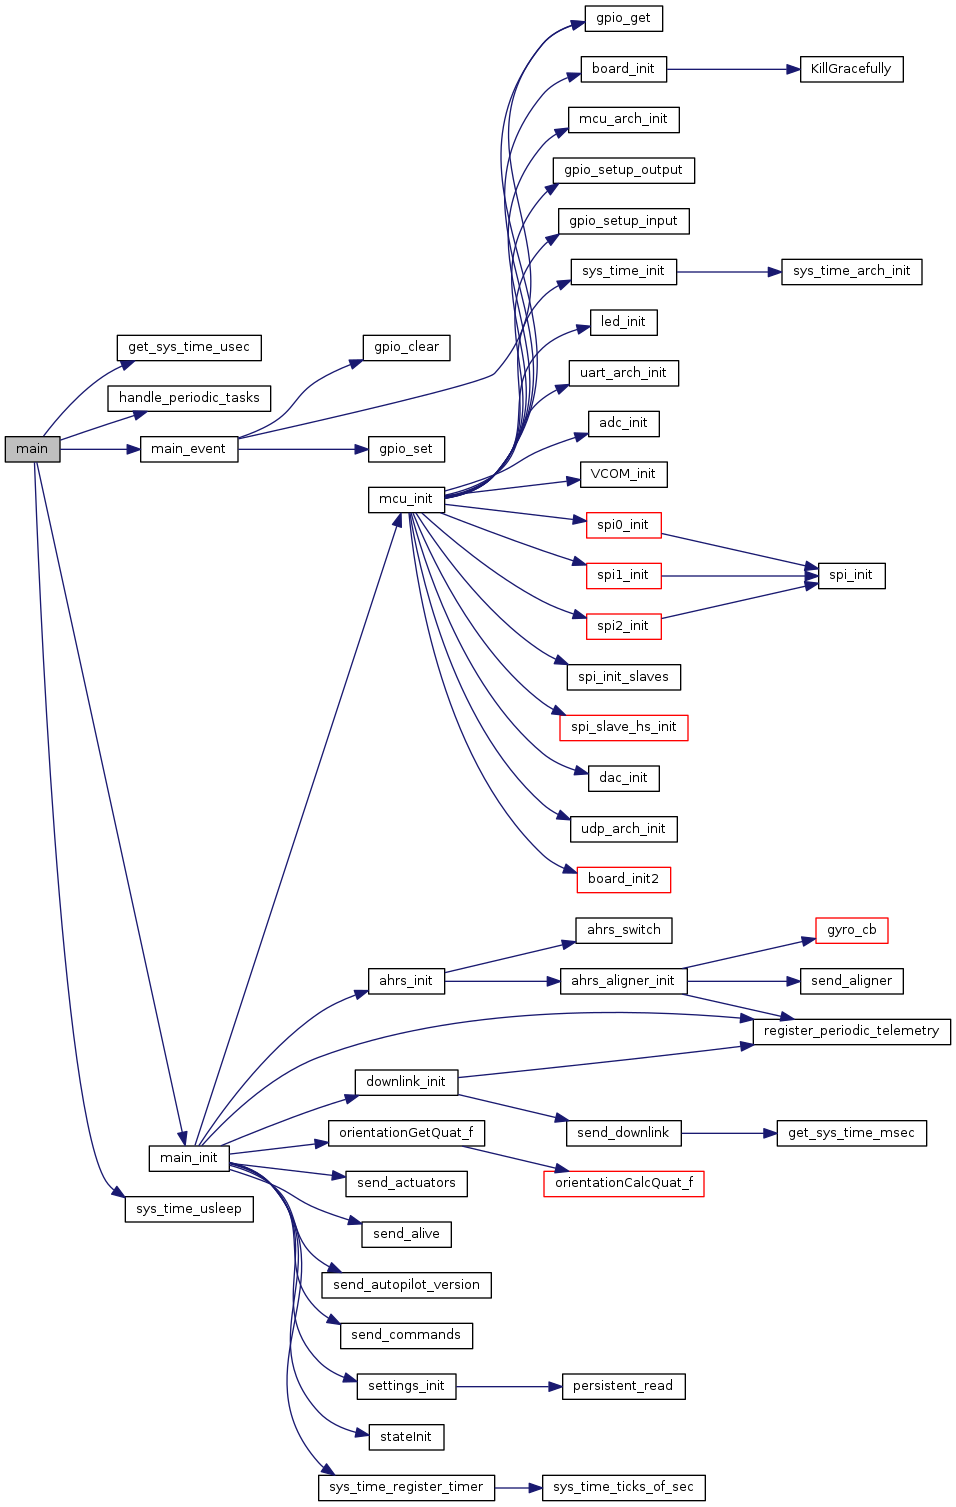 gpio_get
board_init
KillGracefully
mcu_arch_init
gpio_setup_output
gpio_setup_input
sys_time_init
sys_time_arch_init
led_init
get_sys_time_usec
gpio_clear
uart_arch_init
handle_periodic_tasks
adc_init
main
main_event
gpio_set
VCOM_init
mcu_init
spi0_init
spi1_init
spi_init
spi2_init
spi_init_slaves
spi_slave_hs_init
dac_init
udp_arch_init
board_init2
ahrs_switch
gyro_cb
ahrs_init
ahrs_aligner_init
send_aligner
register_periodic_telemetry
downlink_init
orientationGetQuat_f
send_downlink
get_sys_time_msec
main_init
send_actuators
orientationCalcQuat_f
sys_time_usleep
send_alive
send_autopilot_version
send_commands
settings_init
persistent_read
stateInit
sys_time_register_timer
sys_time_ticks_of_sec